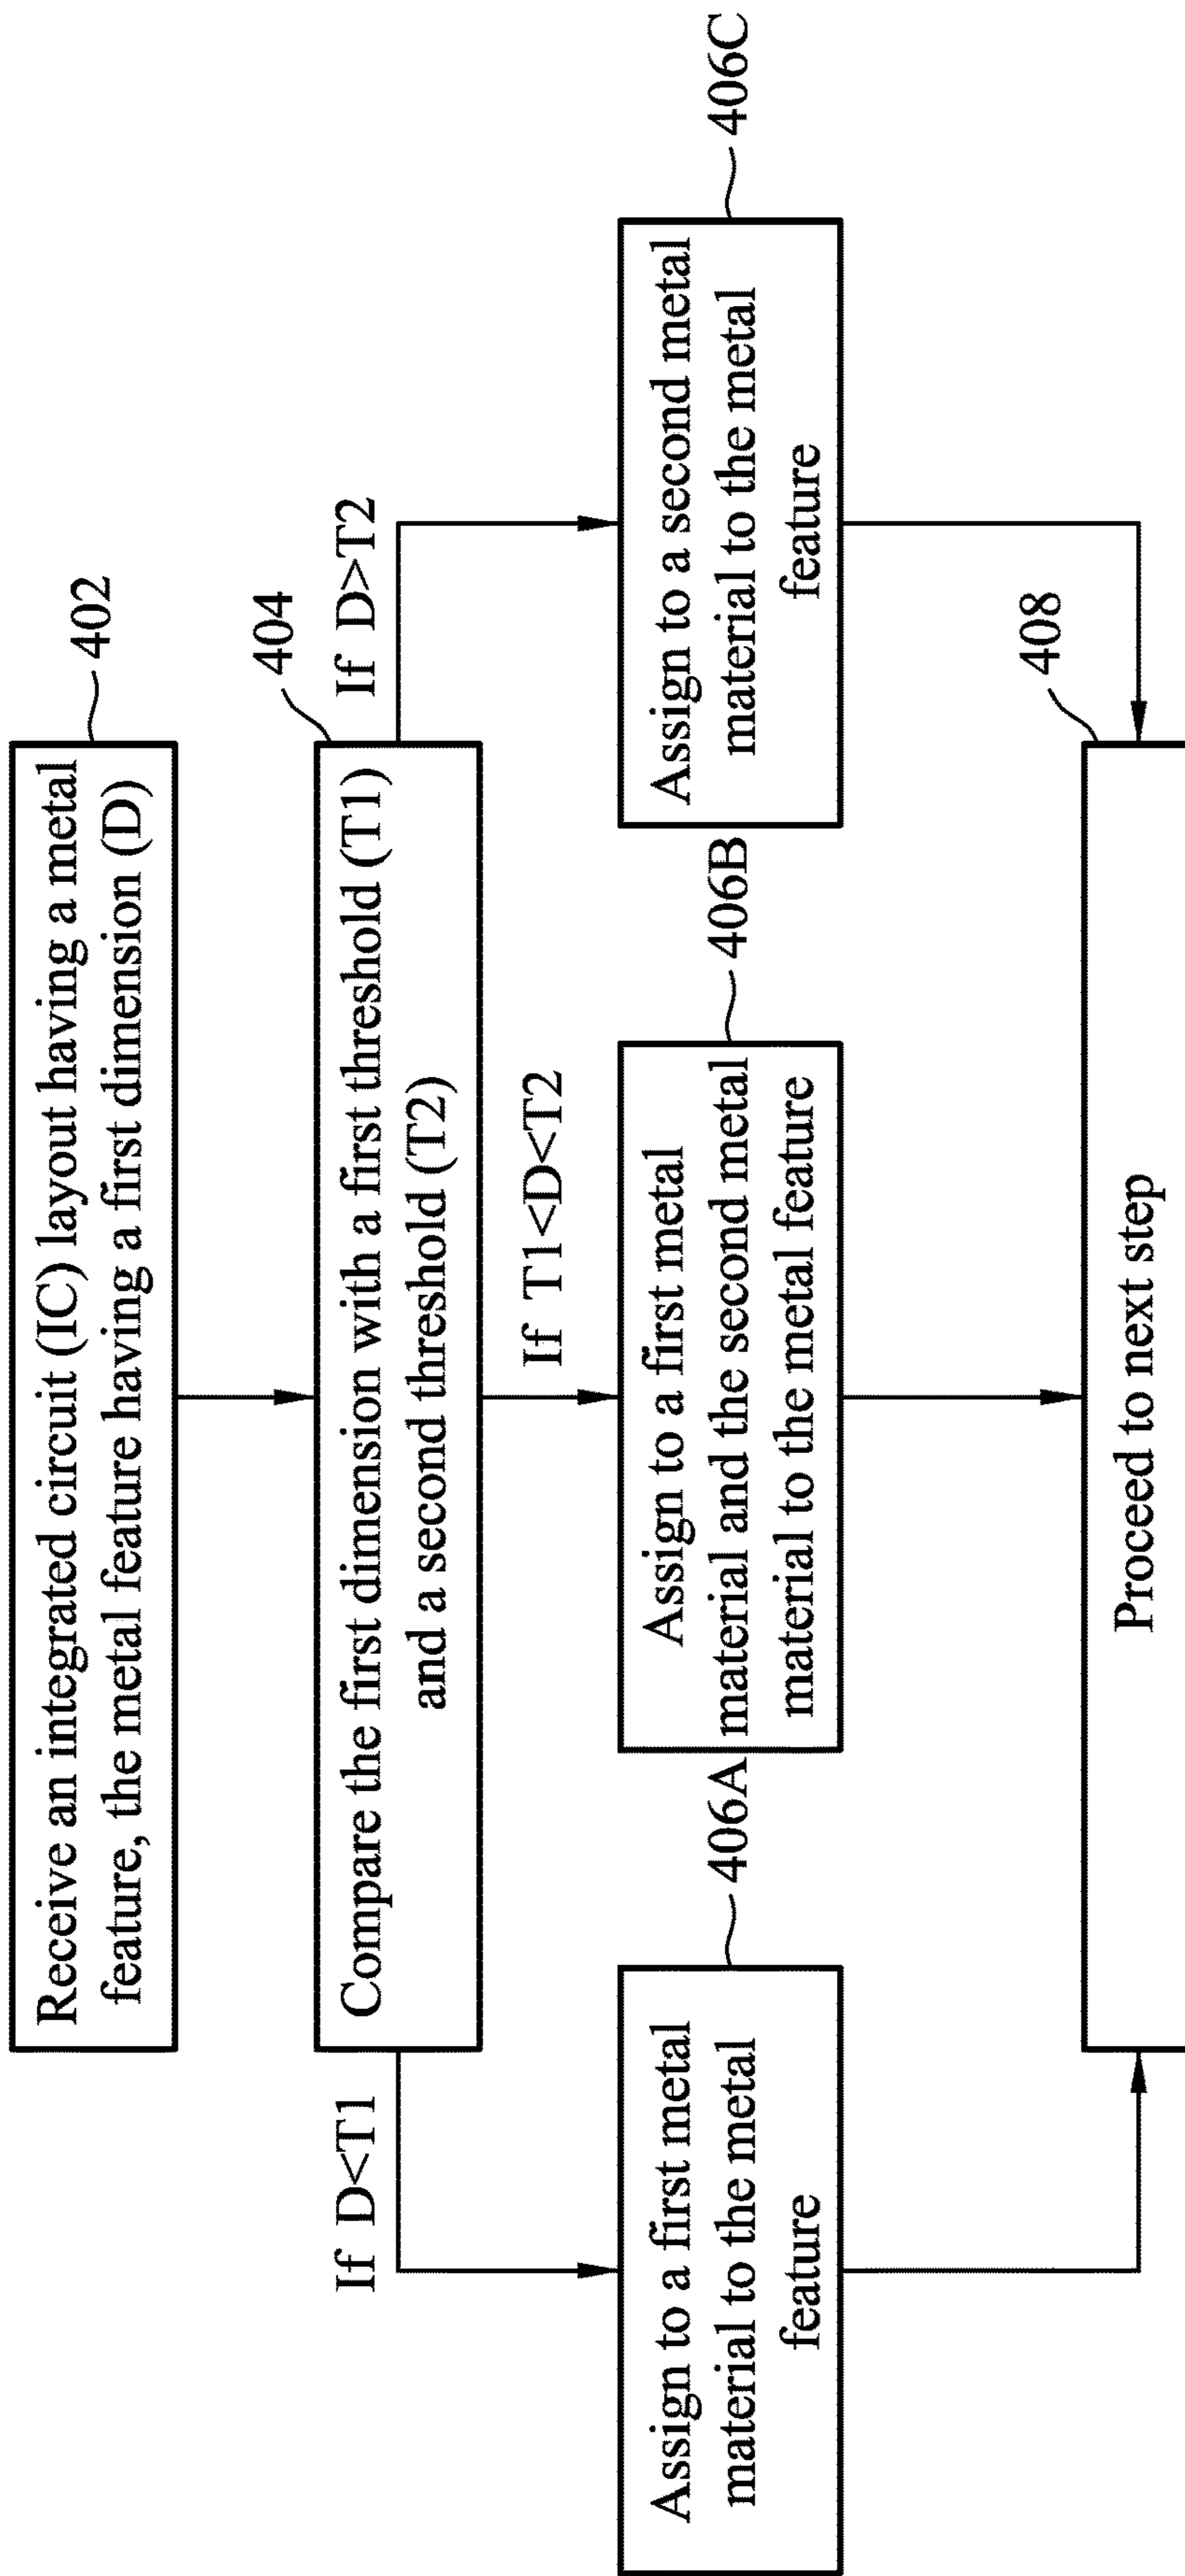 Receive an integrated circuit (IC) layout having a metal
feature, the metal feature having a first dimension (D)
402
Compare the first dimension with a first threshold (T1)
and a second threshold (T2)
404
If D<T1
If T1<D<T2
If D>T2
Assign to a first metal
material to the metal
feature
406A
Assign to a first metal
material and the second metal
material to the metal feature
406B
Assign to a second metal
material to the metal
feature
406C
Proceed to next step
408